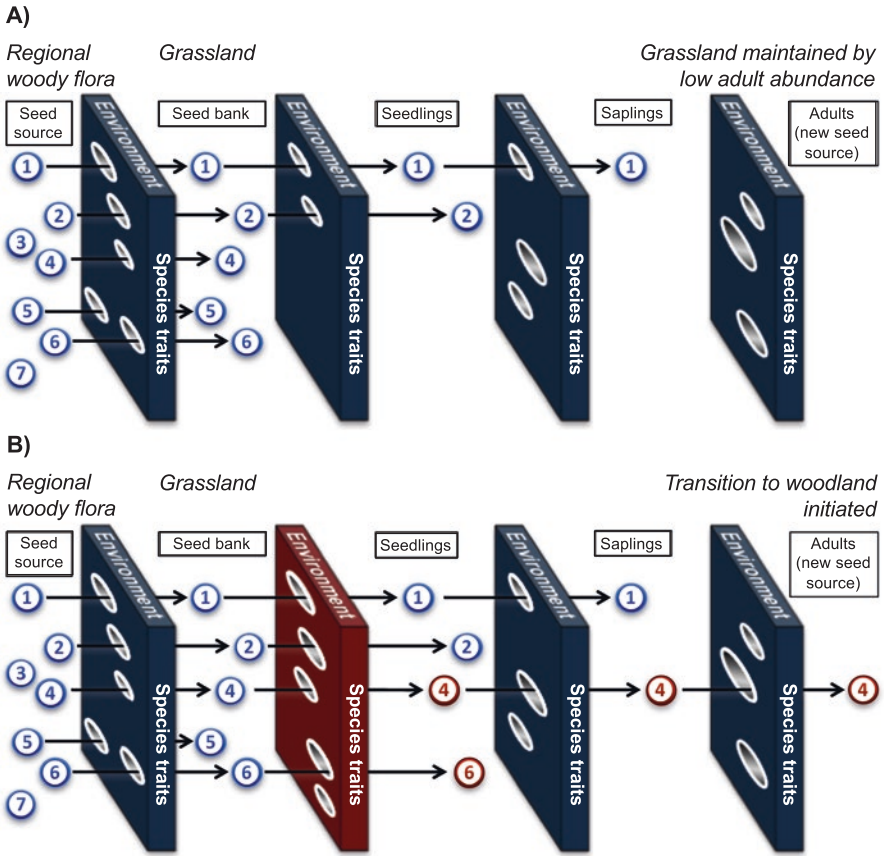 A)
Regional
woody flora
Grassland
Grassland maintained by
low adult abundance
Seed
source
Seed bank
Seedlings
Saplings
Adults
(new seed
source)
Environment
Environment
Environment
Environment
1
1
1
1
2
2
2
3
4
4
5
5
6
6
7
Species traits
Species traits
Species traits
Species traits
B)
Regional
woody flora
Grassland
Transition to woodland
initiated
Seed
source
Seed bank
Seedlings
Saplings
Adults
(new seed
source)
Environment
Environment
Environment
Environment
1
1
1
1
2
2
2
3
4
4
4
4
4
5
5
6
6
6
7
Species traits
Species traits
Species traits
Species traits